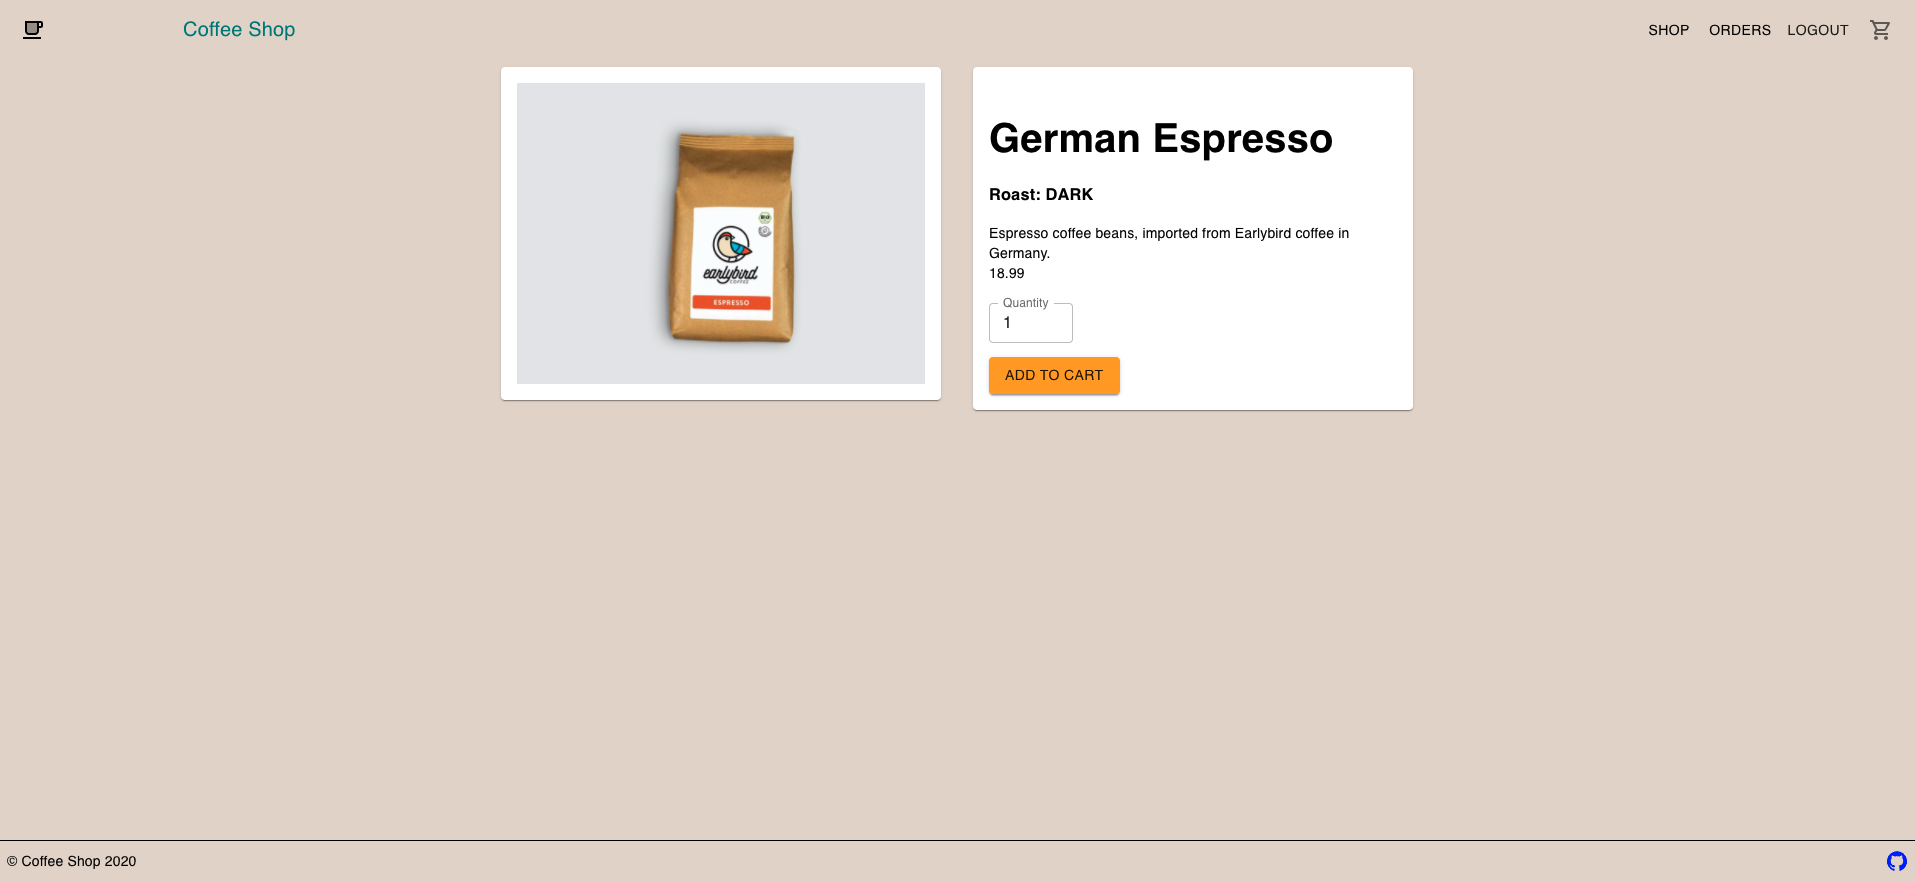 Coffee Shop
SHOP ORDERS LOGOUT
BIO
earlybird
COFFEE
ESPRESSO
German Espresso
Roast: DARK
Espresso coffee beans, imported from Earlybird coffee in
Germany.
18.99
Quantity
1
ADD TO CART
© Coffee Shop 2020